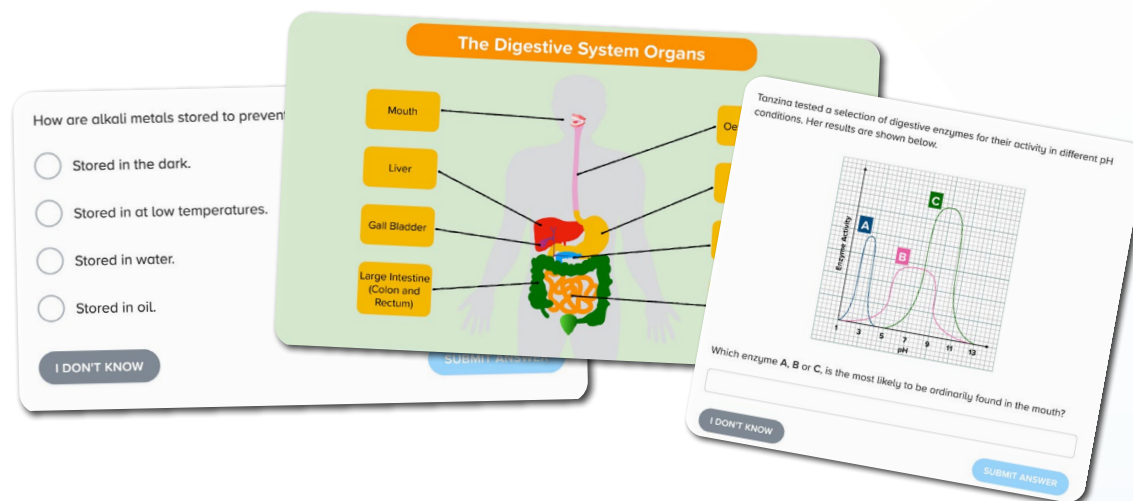 How are alkali metals stored to prevent
Stored in the dark.
Stored in at low temperatures.
Stored in water.
Stored in oil.
I DON'T KNOW
SUBMIT ANSWER
The Digestive System Organs
Mouth
Liver
Gall Bladder
Large Intestine
(Colon and
Rectum)
Oe
Tanzina tested a selection of digestive enzymes for their activity in different pH
conditions. Her results are shown below.
Enzyme Activity
A
B
C
1 3 5 7 9 11 13
pH
Which enzyme A, B or C, is the most likely to be ordinarily found in the mouth?
I DON'T KNOW
SUBMIT ANSWER